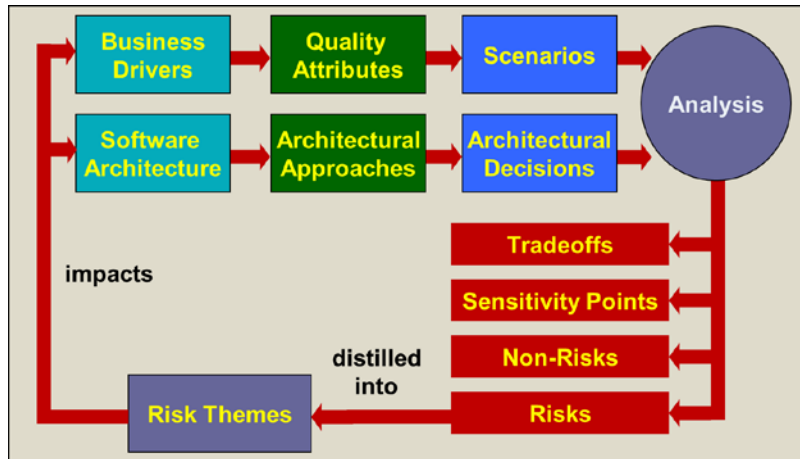 Business
Drivers
Quality
Attributes
Scenarios
Analysis
Software
Architecture
Architectural
Approaches
Architectural
Decisions
Tradeoffs
impacts
Sensitivity Points
Non-Risks
distilled
into
Risk Themes
Risks